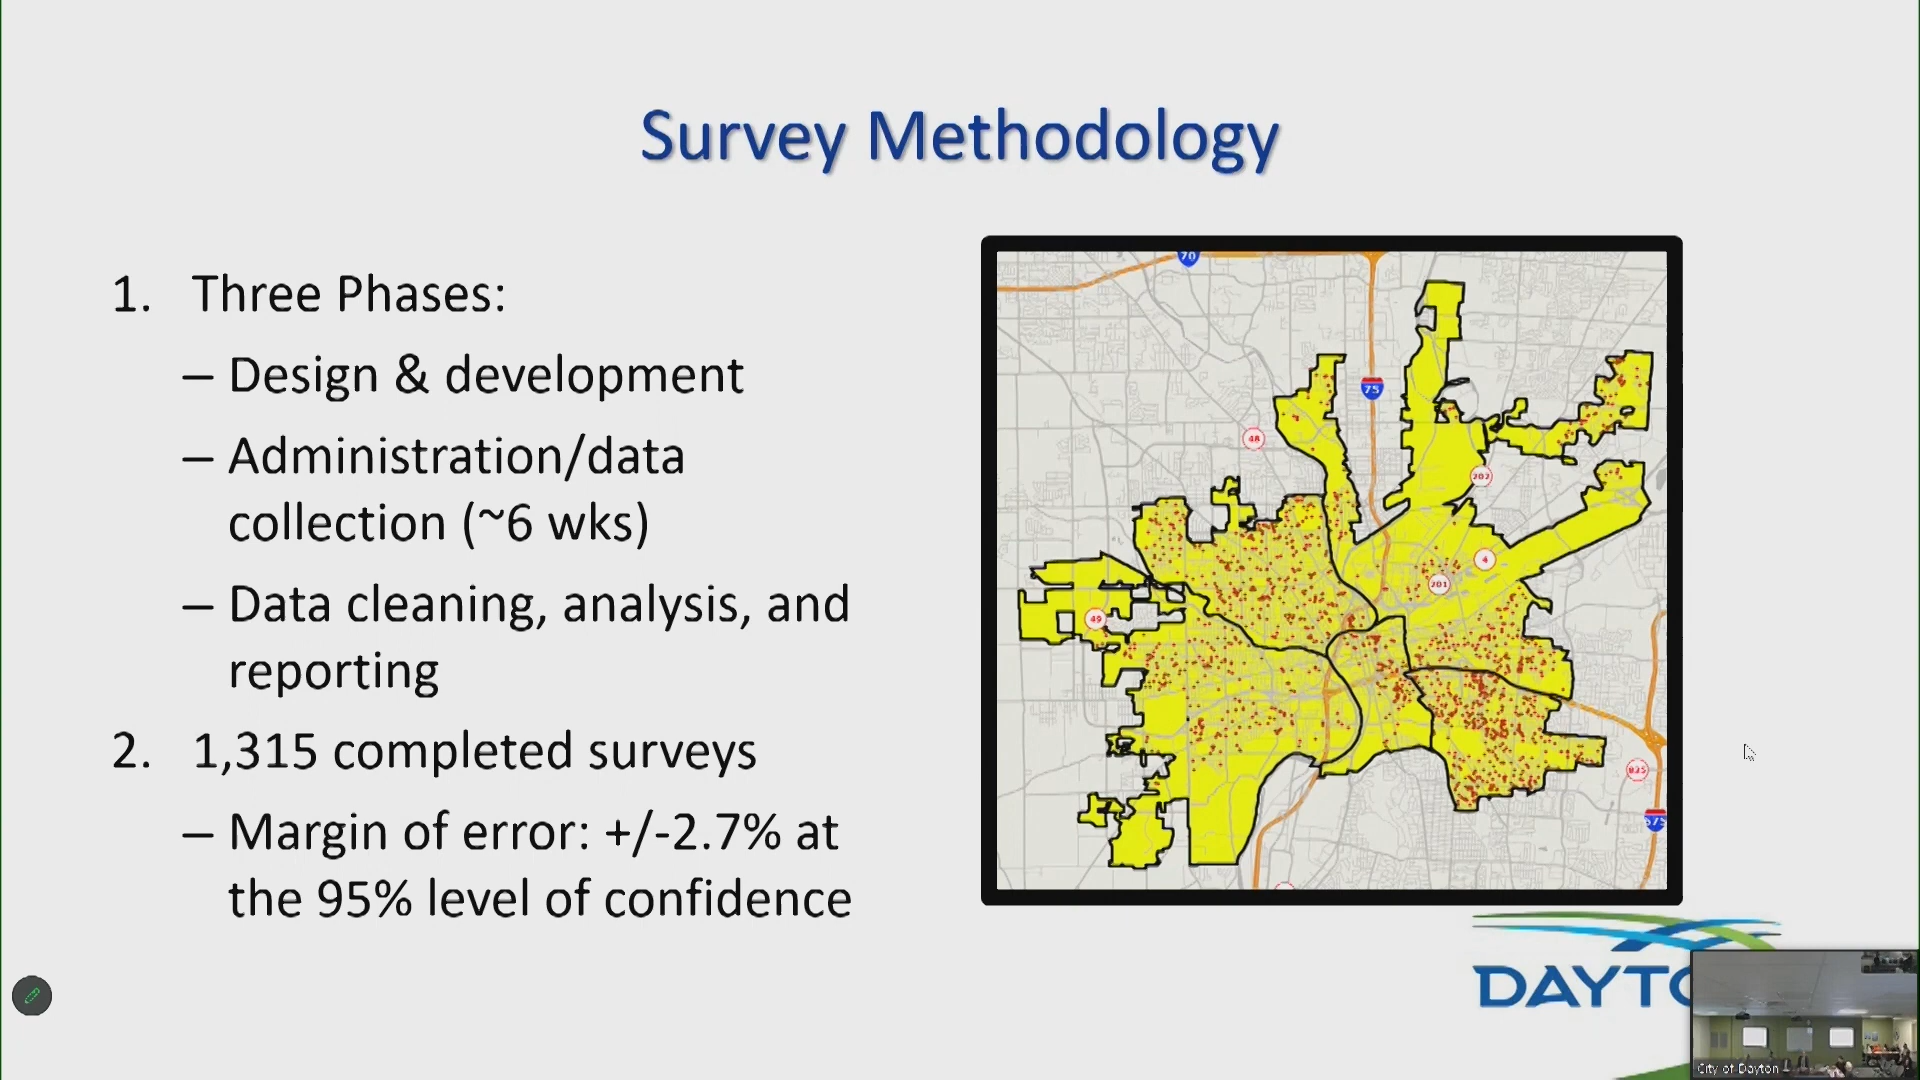 Survey Methodology
1. Three Phases:
– Design & development
– Administration/data
collection (~6 wks)
– Data cleaning, analysis, and
reporting
2. 1,315 completed surveys
– Margin of error: +/-2.7% at
the 95% level of confidence
70
75
48
202
4
201
49
835
675
DAYTO
City of Dayton